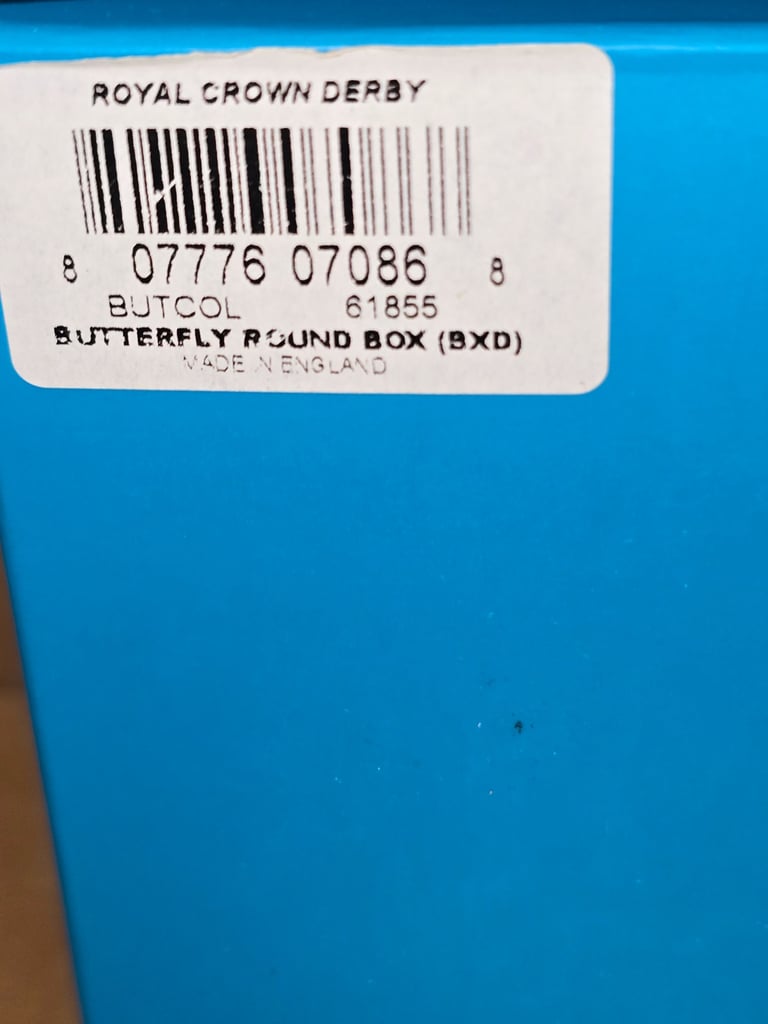 ROYAL CROWN DERBY
8 07776 07086 8
BUTCOL 61855
BUTTERFLY ROUND BOX (BXD)
MADE IN ENGLAND